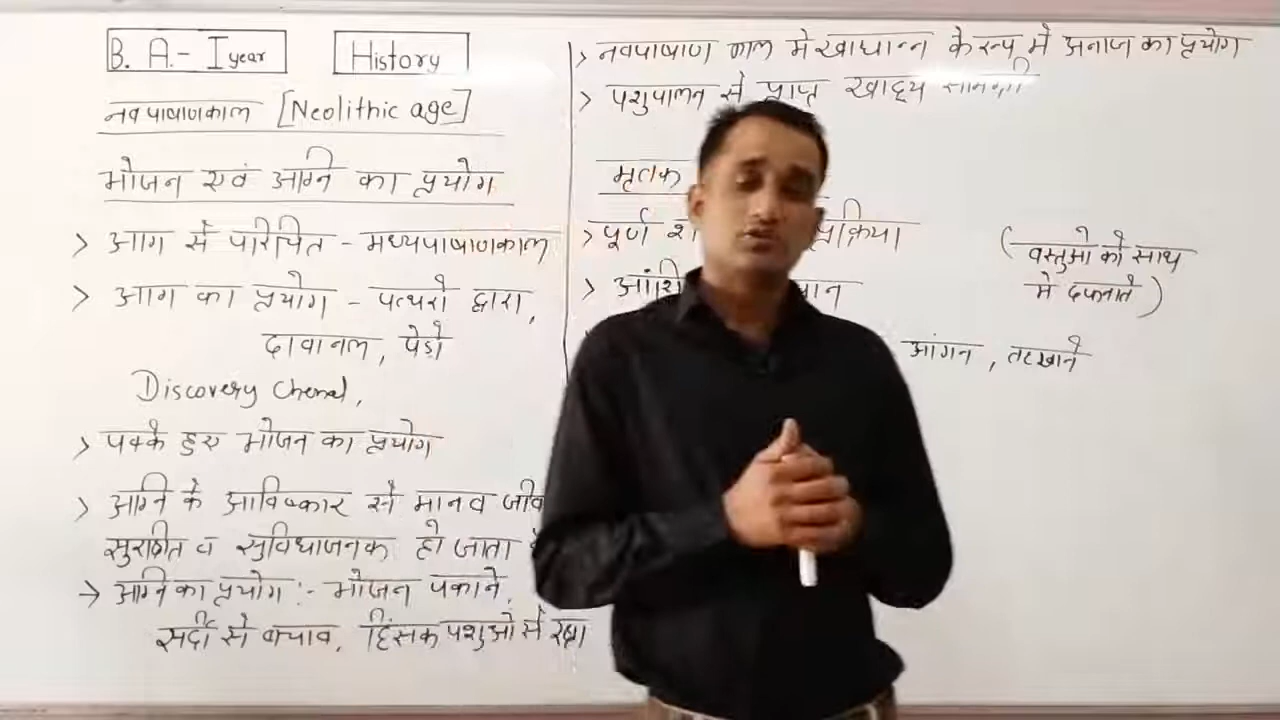 B. A. - I year
History
नवपाषाणकाल [Neolithic age]
भोजन एवं अग्नि का प्रयोग
> आग से परिचित - मध्यपाषाणकाल
> आग का प्रयोग - पत्थरो द्वारा,
दावानल, पेडो
Discovery Chenal,
> पक्के हुए भोजन का प्रयोग
> अग्नि के आविष्कार से मानव जीव
सुरक्षित व सुविधाजनक हो जाता
→ अग्नि का प्रयोग :- भोजन पकाने,
सर्दी से बचाव, हिंसक पशुओ से रक्षा
> नवपाषाण काल मे खाद्यान्न के रूप मे अनाज का प्रयोग
> पशुपालन से प्राप्त खाद्य सामग्री
मृतक
> पूर्ण श प्रक्रिया
> आंशि धान
(वस्तुओ को साथ
मे दफनाते)
आंगन, तहखाने